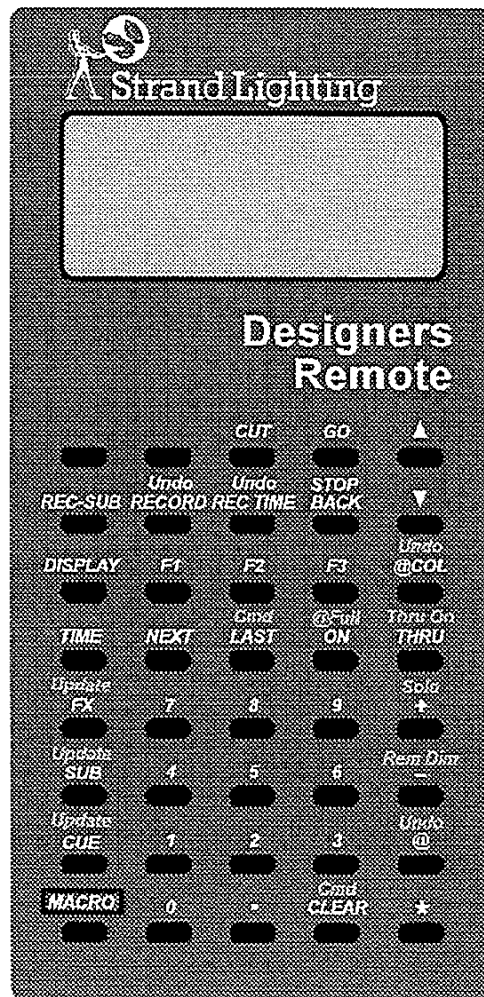 Strand Lighting
Designers
Remote
CUT GO ▲
Undo Undo STOP ▼
REC-SUB RECORD REC TIME BACK
Undo
DISPLAY F1 F2 F3 @COL
Cmd @Full Thru On
TIME NEXT LAST ON THRU
Update Solo
FX 7 8 9 +
Update Rem Dim
SUB 4 5 6 −
Update Undo
CUE 1 2 3 @
Cmd
MACRO 0 • CLEAR ★